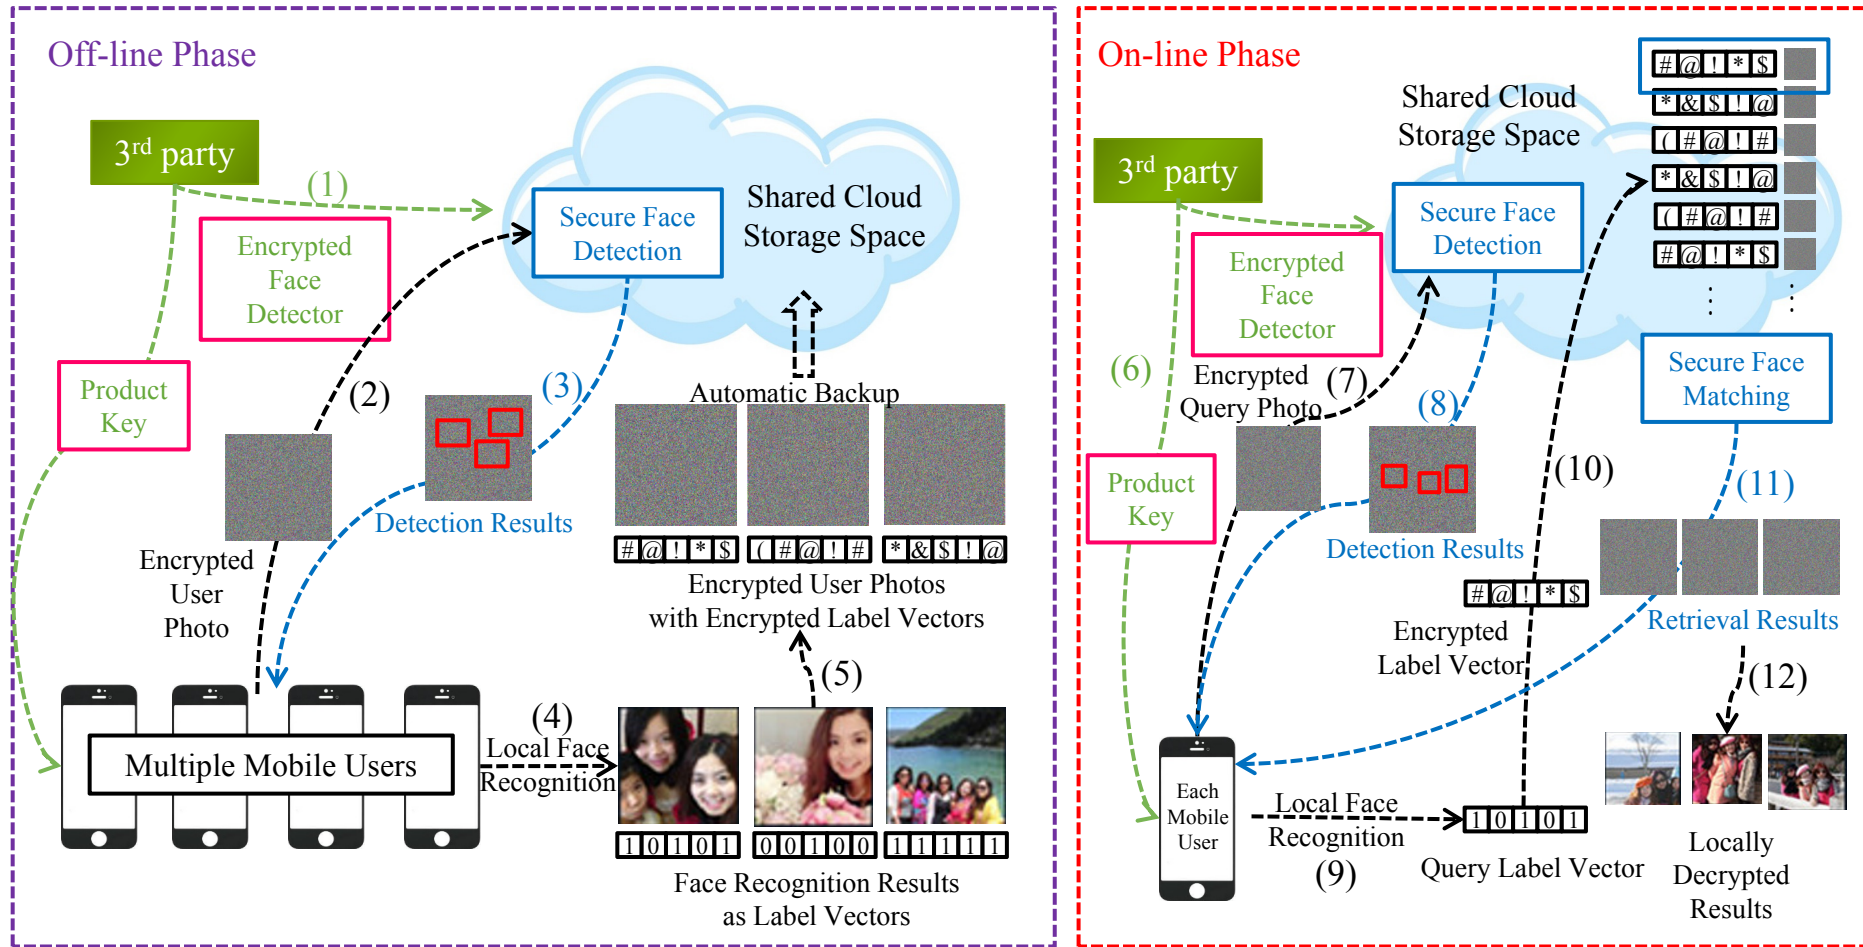 Off-line Phase
3rd party
(1)
Secure Face
Detection
Shared Cloud
Storage Space
Encrypted
Face
Detector
Product
Key
(2)
(3)
Automatic Backup
Detection Results
Encrypted
User
Photo
#@!*$
(#@!#
*&$!@
Encrypted User Photos
with Encrypted Label Vectors
(5)
Multiple Mobile Users
(4)
Local Face
Recognition
10101
00100
11111
Face Recognition Results
as Label Vectors
On-line Phase
Shared Cloud
Storage Space
#@!*$
*&$!@
(#@!#
*&$!@
(#@!#
#@!*$
3rd party
Secure Face
Detection
Encrypted
Face
Detector
(6)
Encrypted
Query Photo
(7)
(8)
Secure Face
Matching
Product
Key
(10)
(11)
Detection Results
#@!*$
Encrypted
Label Vector
Retrieval Results
(12)
Each
Mobile
User
Local Face
Recognition
(9)
10101
Query Label Vector
Locally
Decrypted
Results